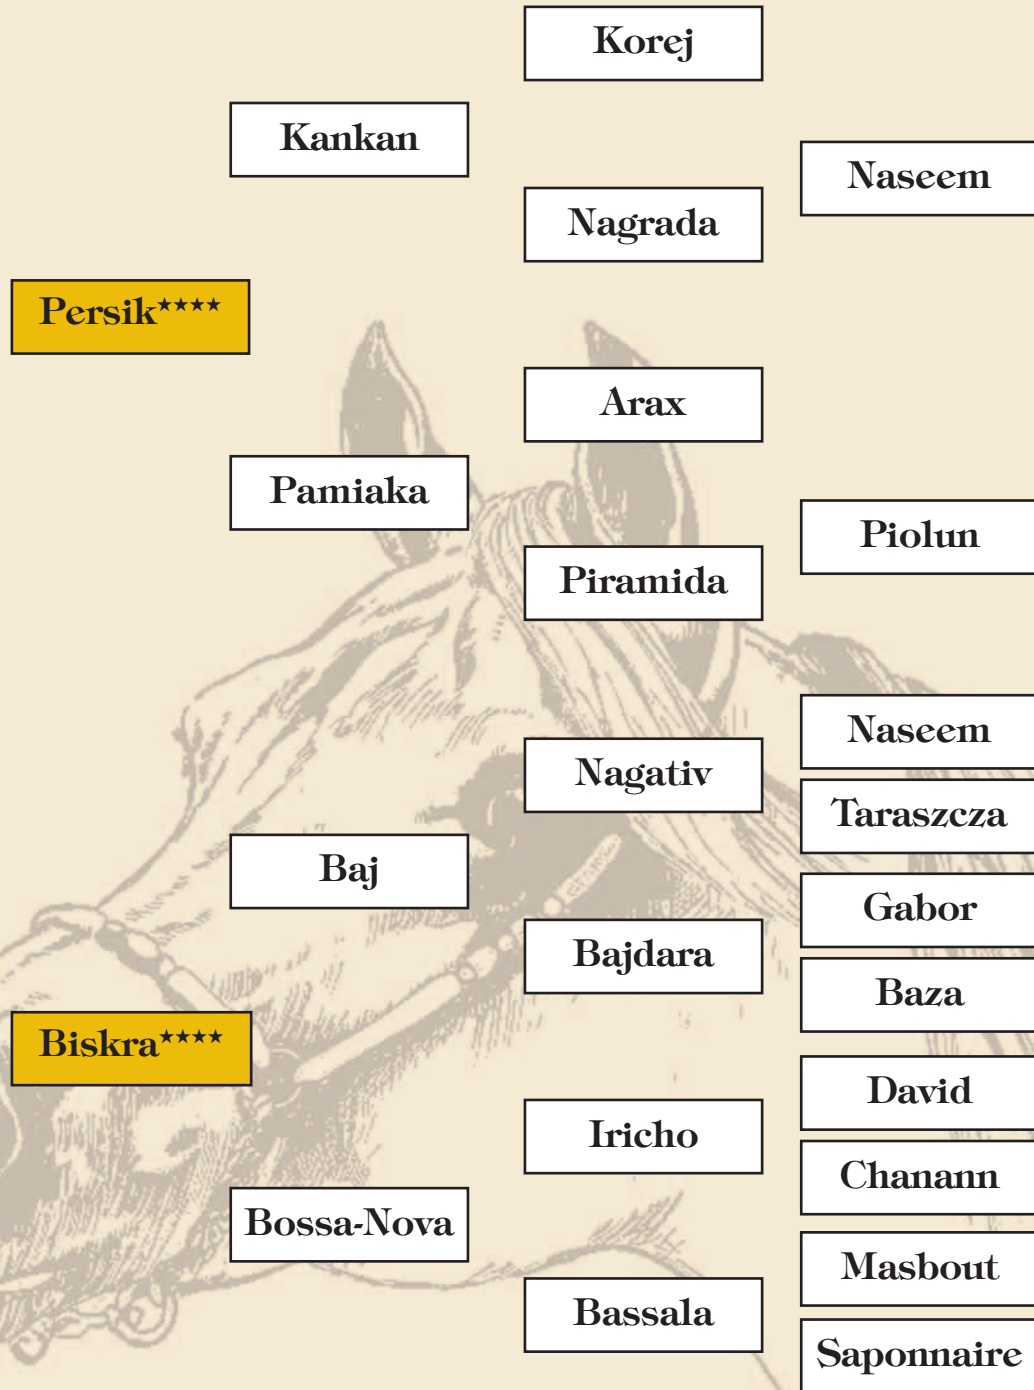 Korej
Kankan
Naseem
Nagrada
Persik★★★★
Arax
Pamiaka
Piolun
Piramida
Naseem
Nagativ
Taraszcza
Baj
Gabor
Bajdara
Baza
Biskra★★★★
David
Iricho
Chanann
Bossa-Nova
Masbout
Bassala
Saponnaire